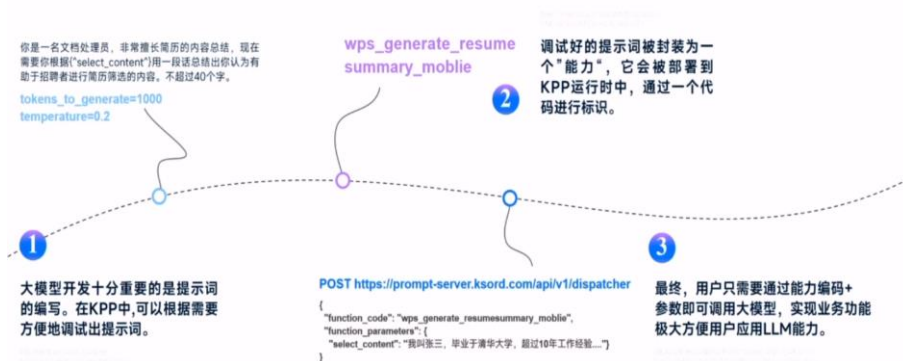 你是一名文档处理员，非常擅长简历的内容总结，现在
需要你根据{"select_content"}用一段话总结出你认为有
助于招聘者进行简历筛选的内容。不超过40个字。
tokens_to_generate=1000
temperature=0.2
wps_generate_resume
summary_moblie
2
调试好的提示词被封装为一
个"能力"，它会被部署到
KPP运行时中，通过一个代
码进行标识。
1
大模型开发十分重要的是提示词
的编写。在KPP中,可以根据需要
方便地调试出提示词。
POST https://prompt-server.ksord.com/api/v1/dispatcher
{
"function_code": "wps_generate_resumesummary_moblie",
"function_parameters": {
"select_content": "我叫张三，毕业于清华大学，超过10年工作经验...."}
}
3
最终，用户只需要通过能力编码+
参数即可调用大模型，实现业务功能
极大方便用户应用LLM能力。